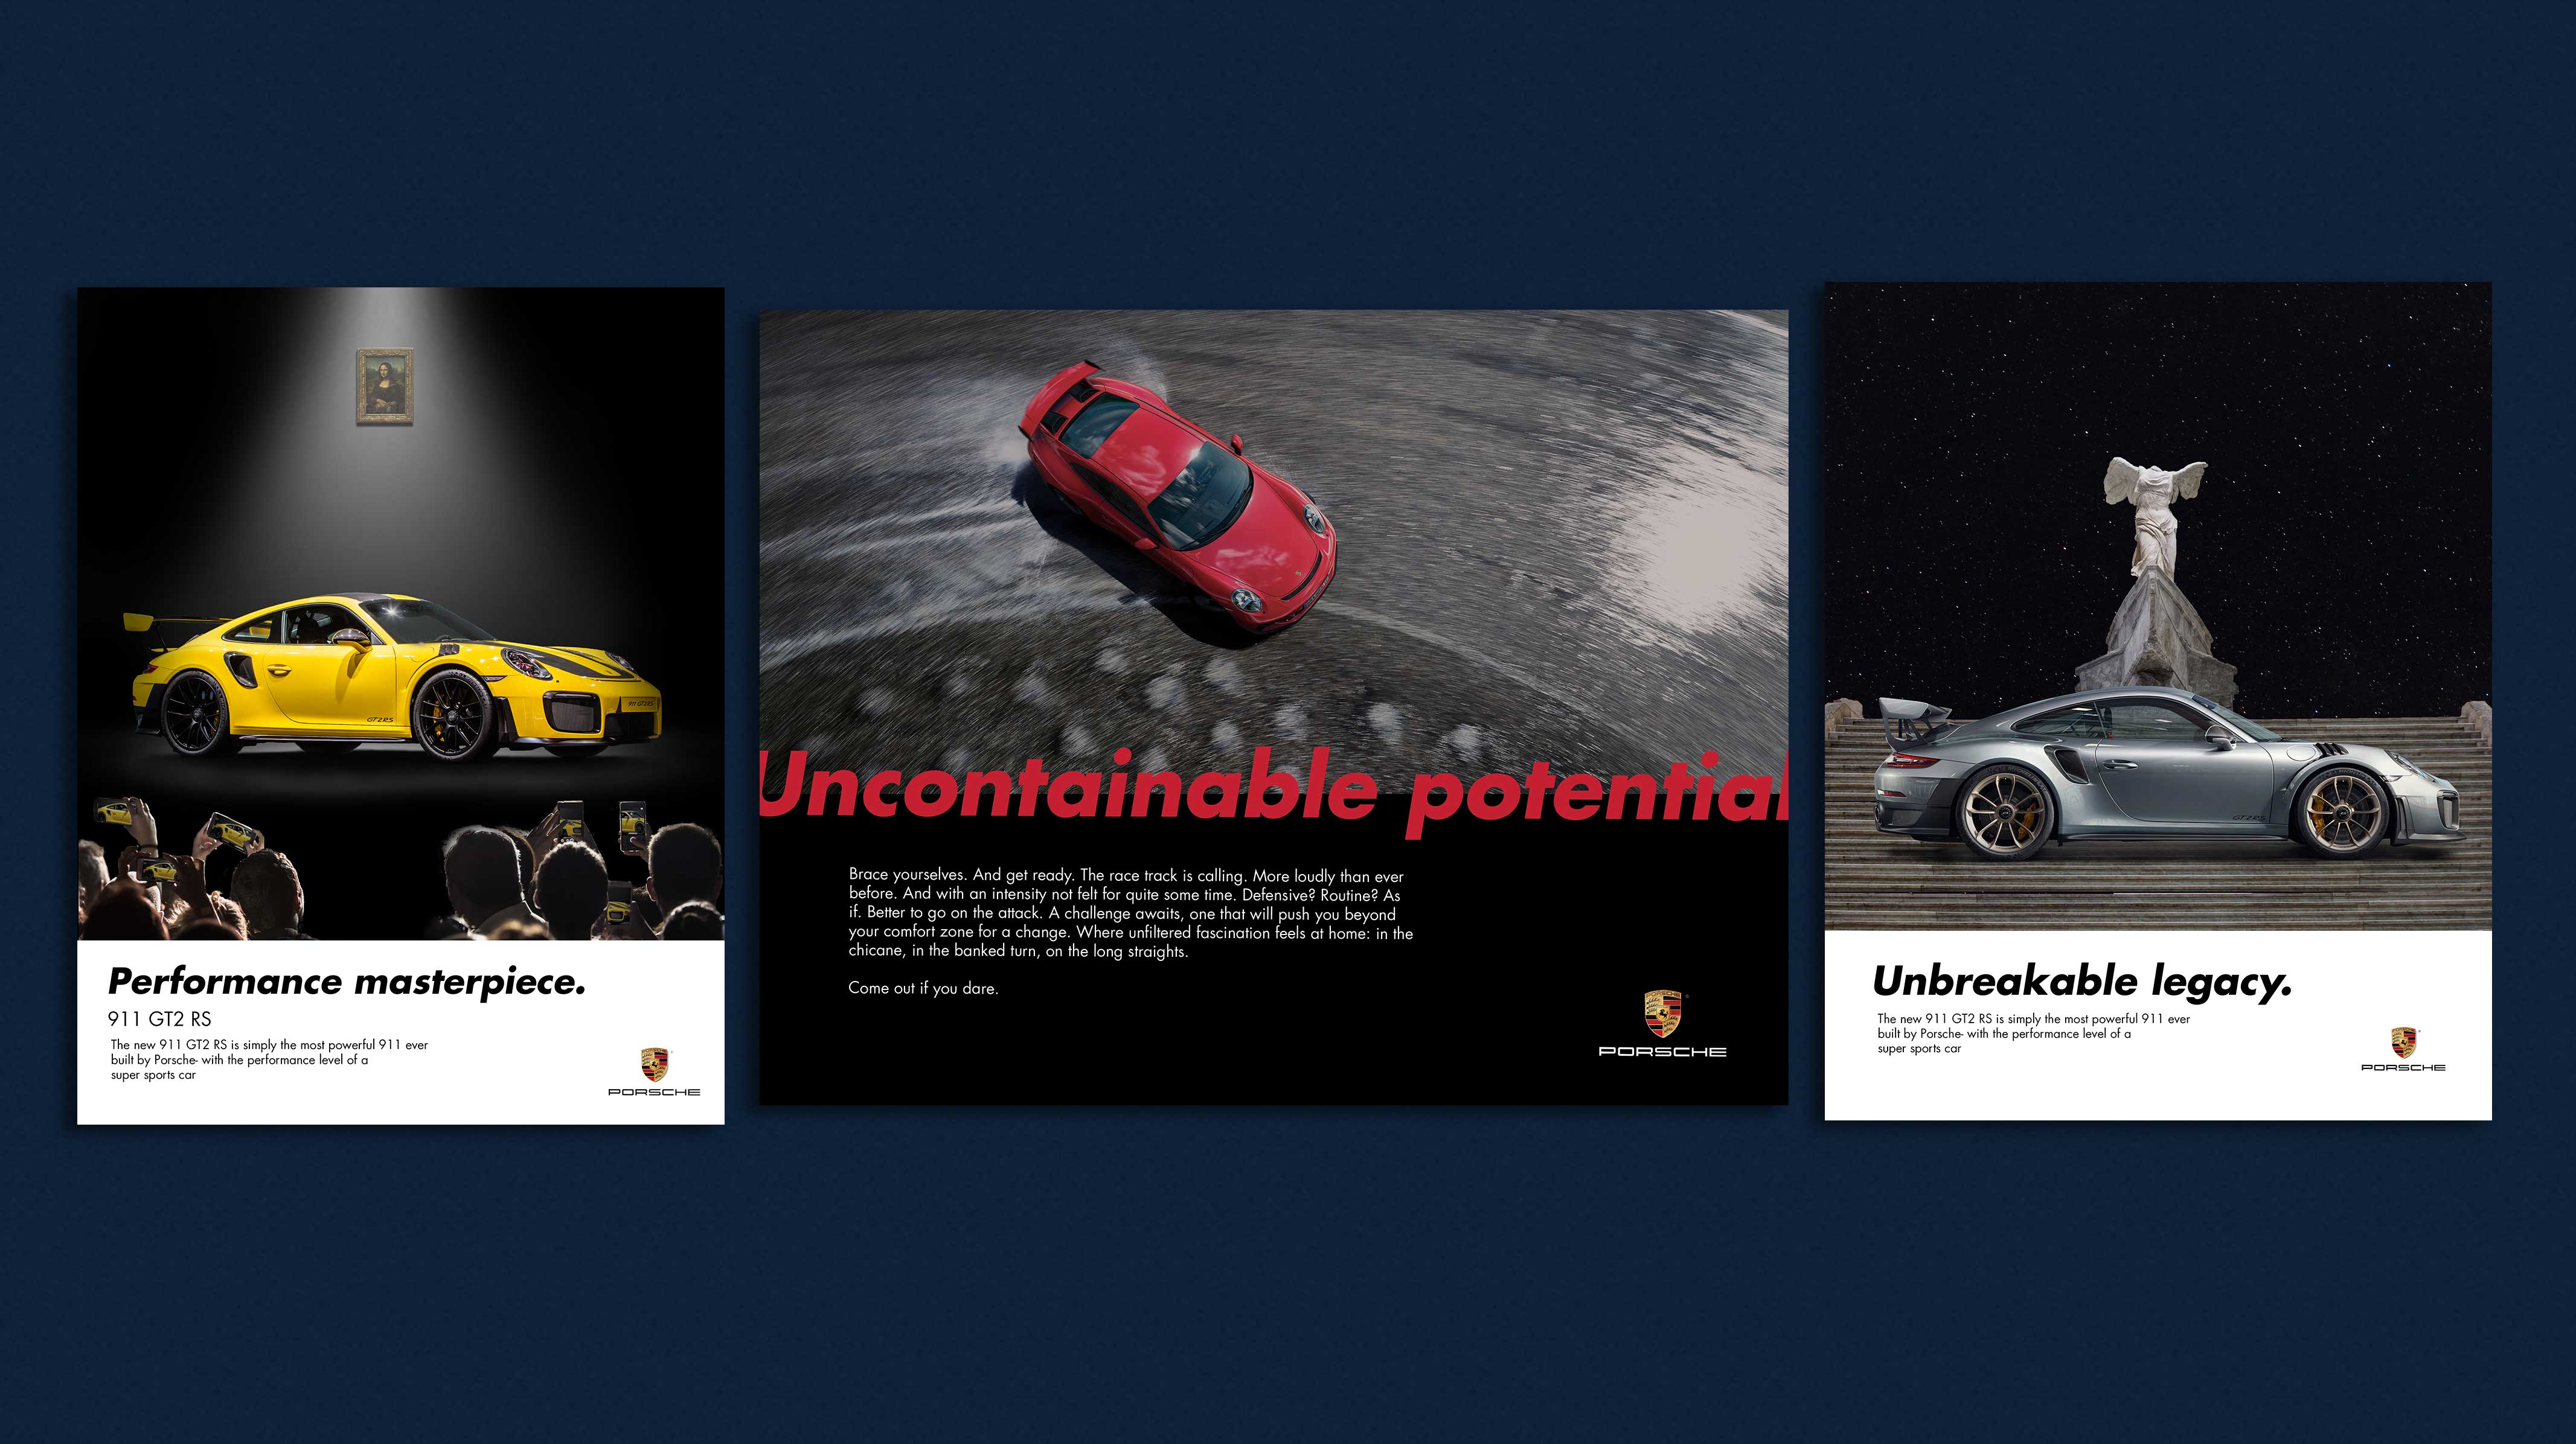 911 GT2 RS
GT2RS
Performance masterpiece.
911 GT2 RS
The new 911 GT2 RS is simply the most powerful 911 ever
built by Porsche- with the performance level of a
super sports car
PORSCHE
Uncontainable potential
Brace yourselves. And get ready. The race track is calling. More loudly than ever
before. And with an intensity not felt for quite some time. Defensive? Routine? As
if. Better to go on the attack. A challenge awaits, one that will push you beyond
your comfort zone for a change. Where unfiltered fascination feels at home: in the
chicane, in the banked turn, on the long straights.
Come out if you dare.
PORSCHE
GT2RS
Unbreakable legacy.
The new 911 GT2 RS is simply the most powerful 911 ever
built by Porsche- with the performance level of a
super sports car
PORSCHE